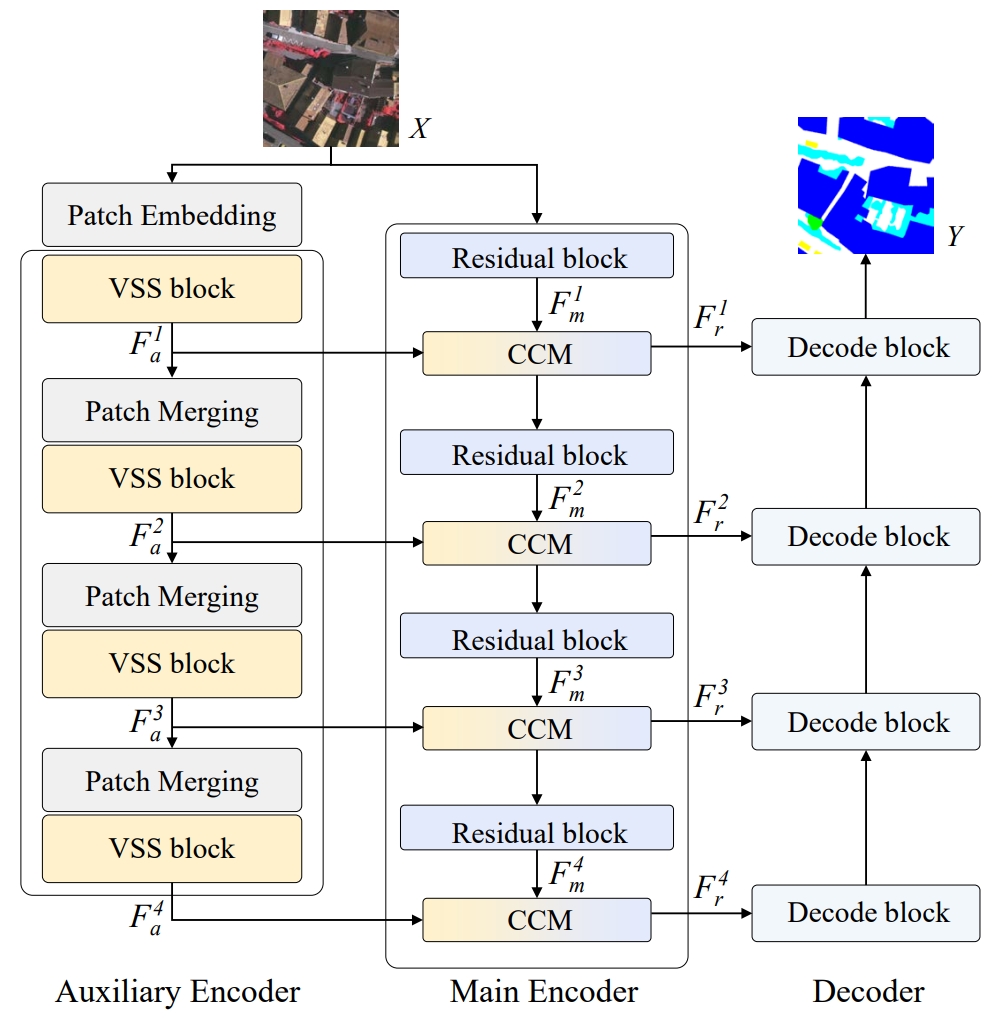 X
Y
Patch Embedding
VSS block
F_a^1
Patch Merging
VSS block
F_a^2
Patch Merging
VSS block
F_a^3
Patch Merging
VSS block
F_a^4
Auxiliary Encoder
Residual block
F_m^1
CCM
Residual block
F_m^2
CCM
Residual block
F_m^3
CCM
Residual block
F_m^4
CCM
Main Encoder
F_r^1
Decode block
F_r^2
Decode block
F_r^3
Decode block
F_r^4
Decode block
Decoder